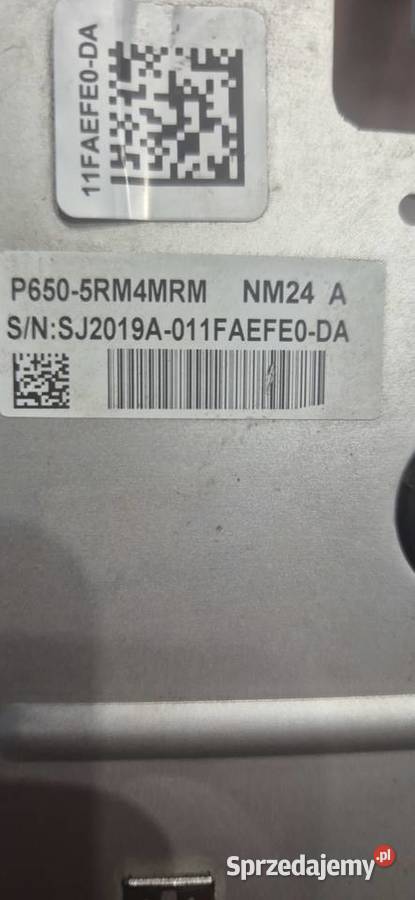 11FAEFE0-DA
P650-5RM4MRM NM24 A
S/N:SJ2019A-011FAEFE0-DA
Sprzedajemy.pl